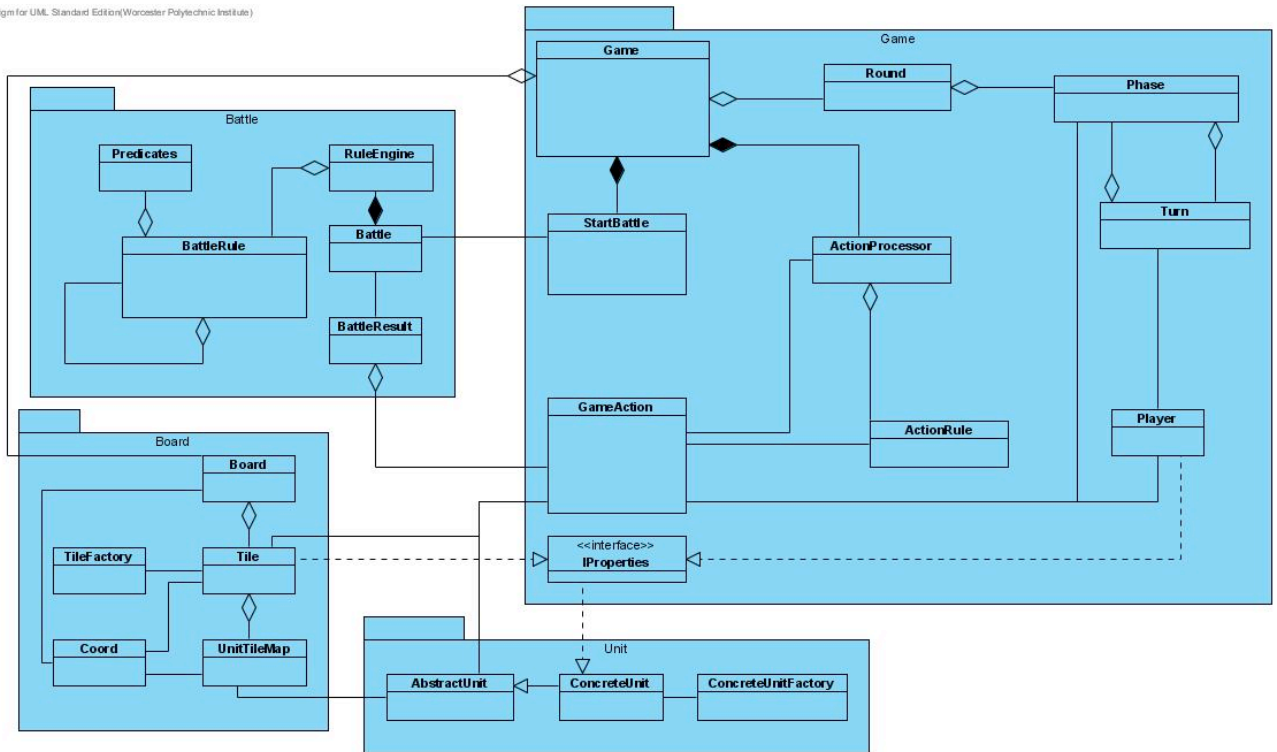 igm for UML Standard Edition(Worcester Polytechnic Institute)
Game
Game
Round
Phase
Turn
StartBattle
ActionProcessor
GameAction
ActionRule
Player
<<interface>>
IProperties
Battle
Predicates
RuleEngine
Battle
BattleRule
BattleResult
Board
Board
TileFactory
Tile
Coord
UnitTileMap
Unit
AbstractUnit
ConcreteUnit
ConcreteUnitFactory